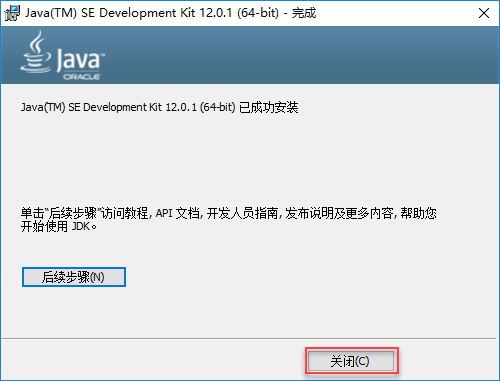 Java(TM) SE Development Kit 12.0.1 (64-bit) - 完成
Java
ORACLE
Java(TM) SE Development Kit 12.0.1 (64-bit) 已成功安装
单击“后续步骤”访问教程, API 文档, 开发人员指南, 发布说明及更多内容, 帮助您
开始使用 JDK。
后续步骤(N)
关闭(C)